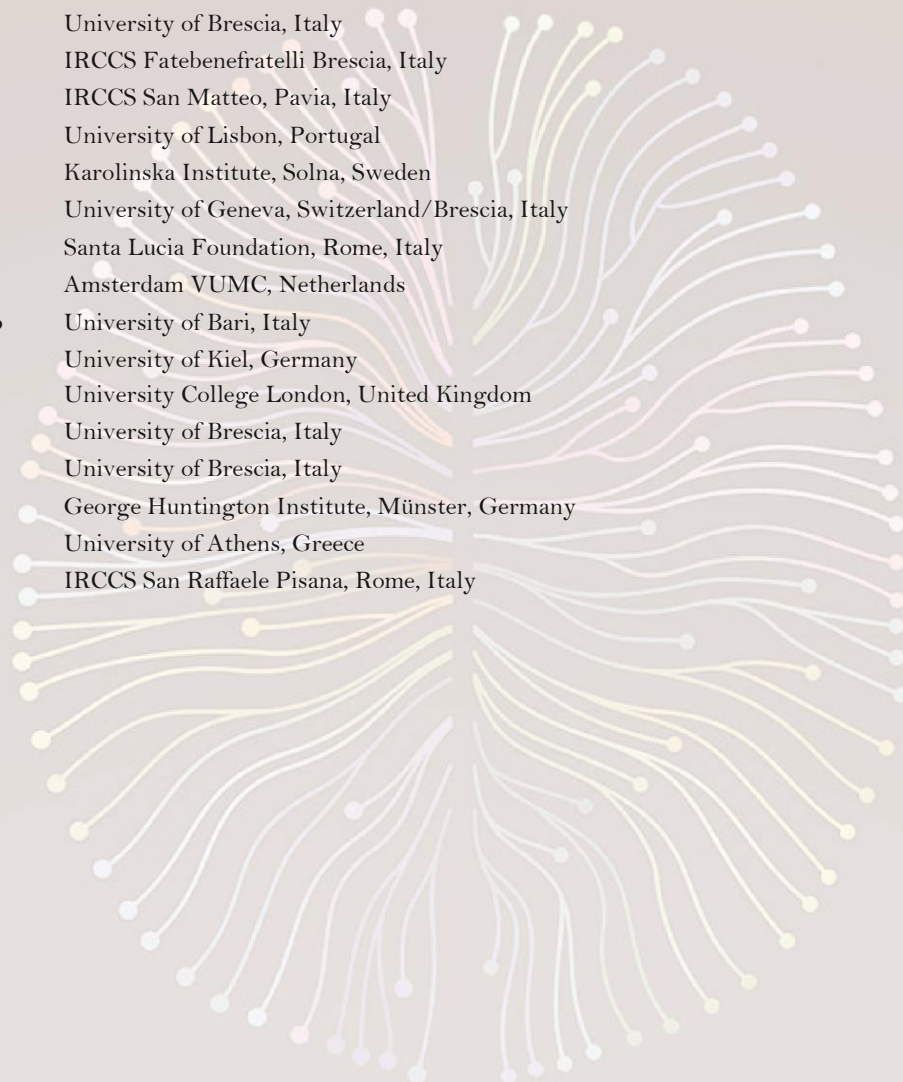 University of Brescia, Italy
IRCCS Fatebenefratelli Brescia, Italy
IRCCS San Matteo, Pavia, Italy
University of Lisbon, Portugal
Karolinska Institute, Solna, Sweden
University of Geneva, Switzerland/Brescia, Italy
Santa Lucia Foundation, Rome, Italy
Amsterdam VUMC, Netherlands
University of Bari, Italy
University of Kiel, Germany
University College London, United Kingdom
University of Brescia, Italy
University of Brescia, Italy
George Huntington Institute, Münster, Germany
University of Athens, Greece
IRCCS San Raffaele Pisana, Rome, Italy